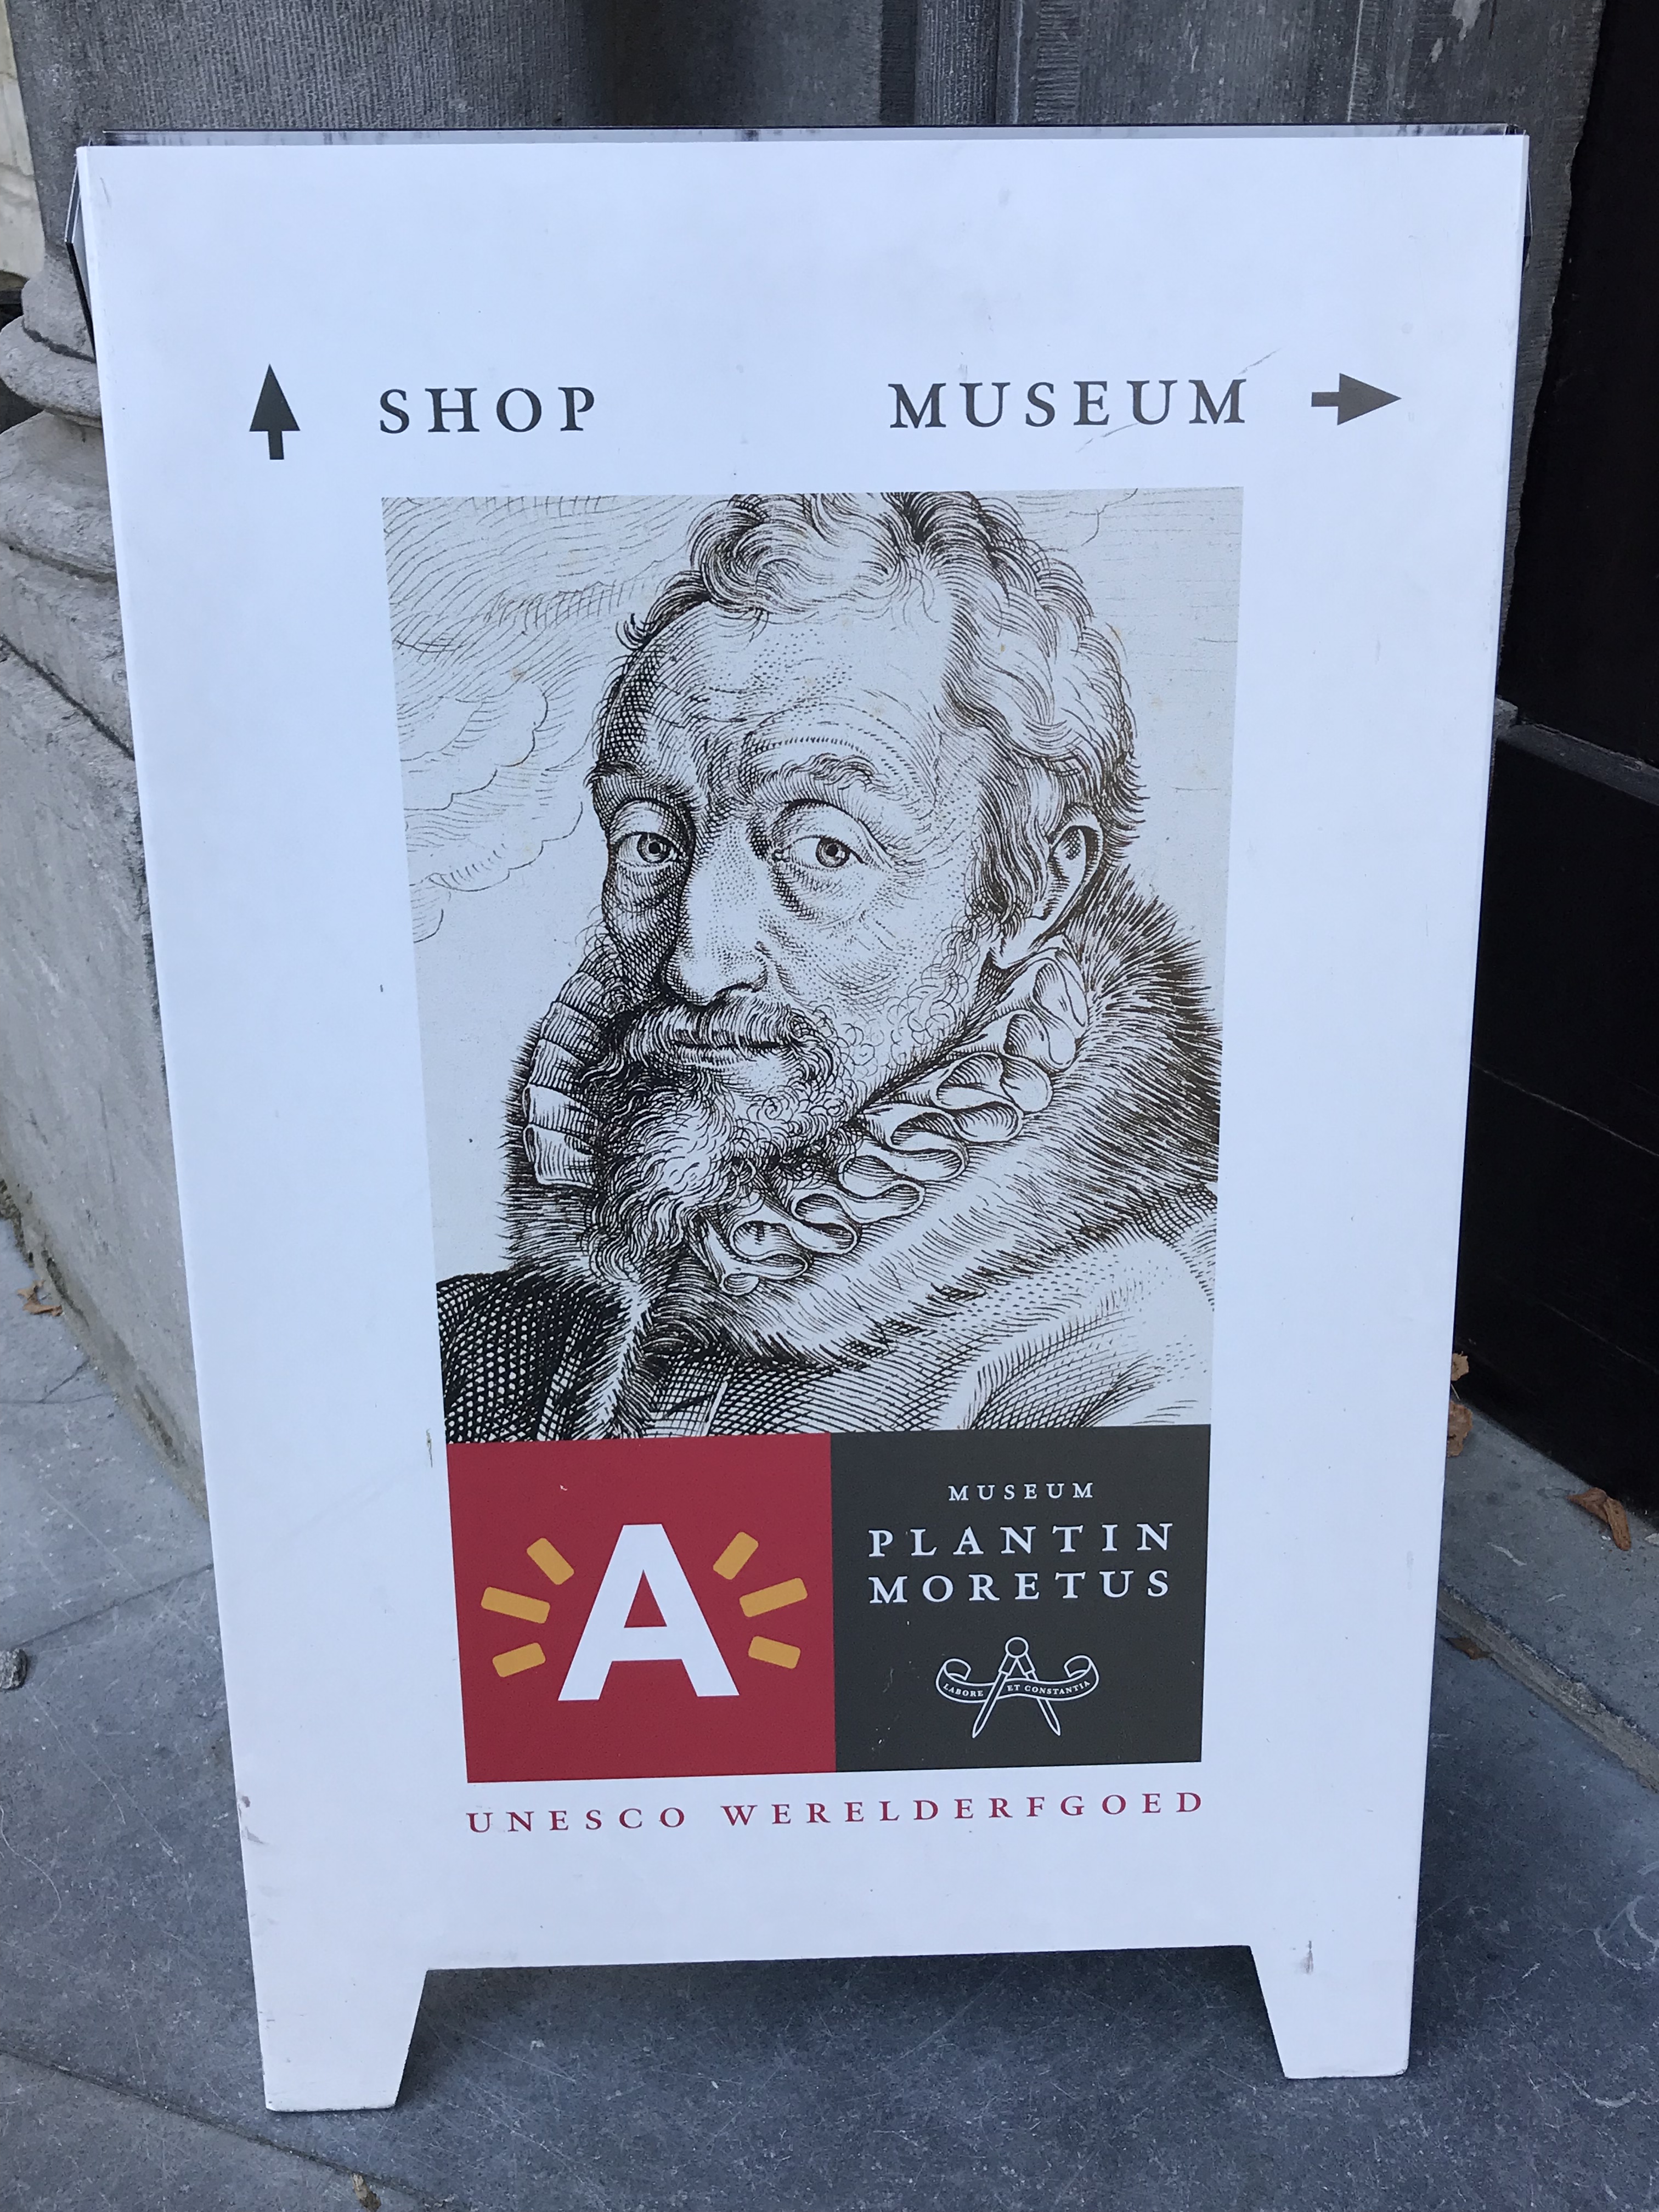 SHOP
MUSEUM
A
MUSEUM
PLANTIN
MORETUS
LABORE ET CONSTANTIA
UNESCO WERELDERFGOED